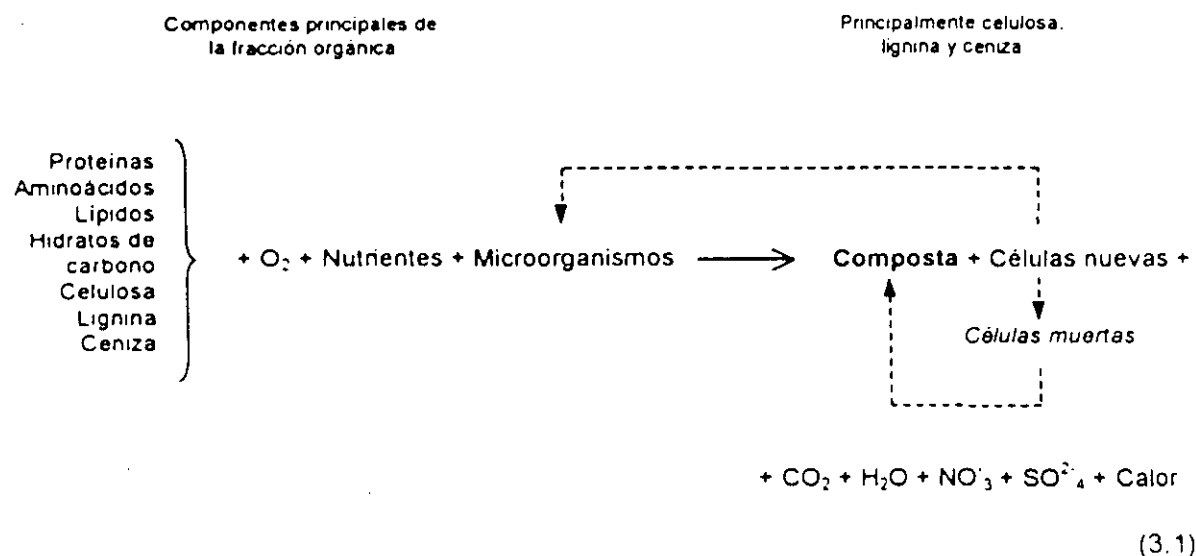 Componentes principales de
la fracción orgánica
Principalmente celulosa,
lignina y ceniza
Proteínas
Aminoácidos
Lípidos
Hidratos de
carbono
Celulosa
Lignina
Ceniza
+ O₂ + Nutrientes + Microorganismos ⟶ Composta + Células nuevas +
Células muertas
+ CO₂ + H₂O + NO⁻₃ + SO²⁻₄ + Calor
(3.1)